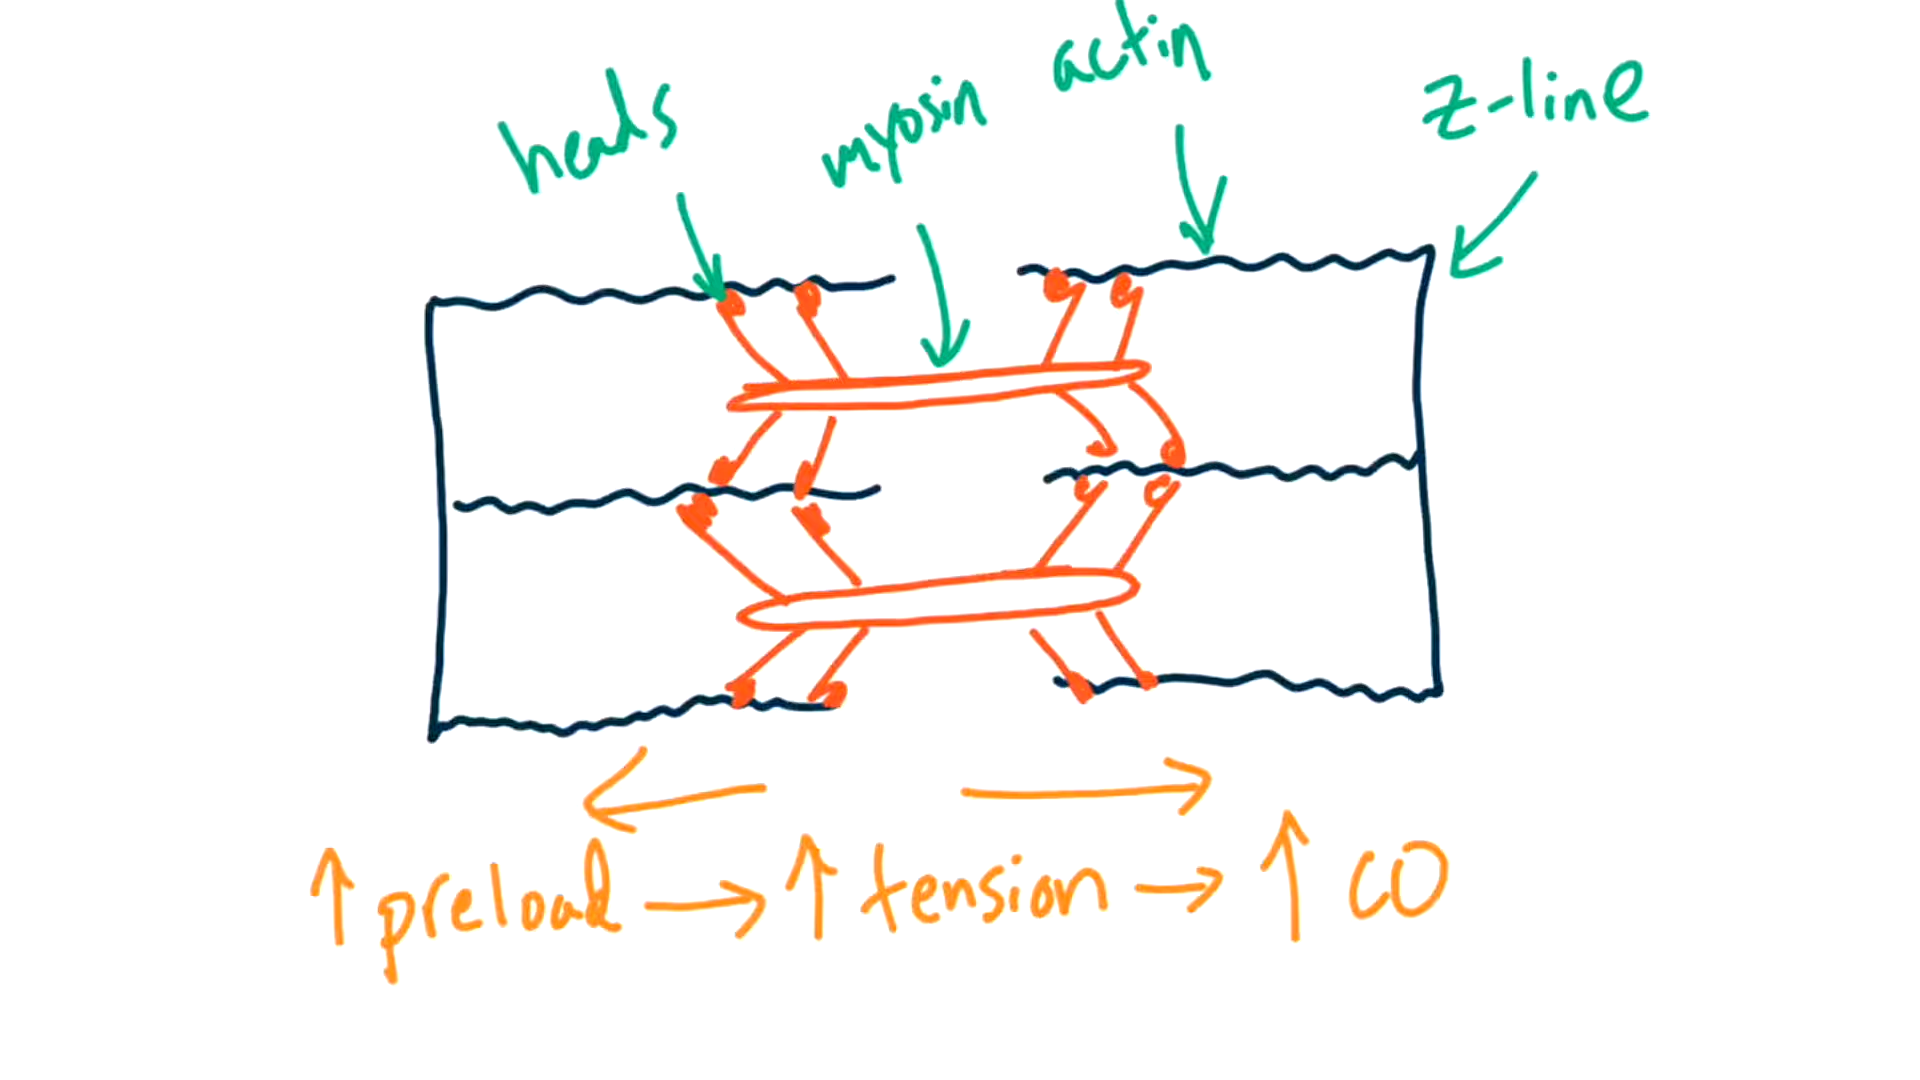 heads
myosin
actin
z-line
↑ preload → ↑ tension → ↑ CO